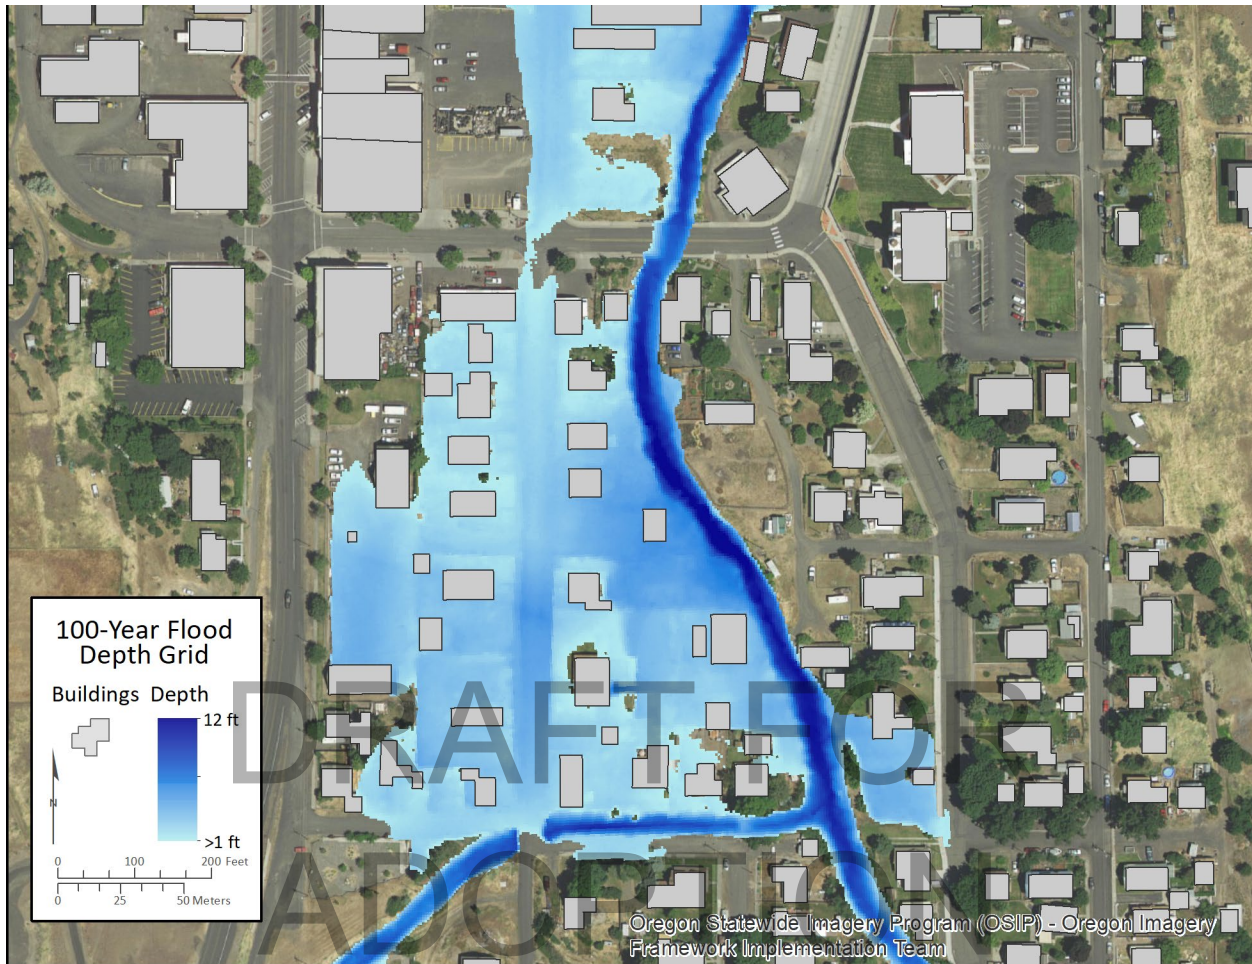 100-Year Flood
Depth Grid
Buildings Depth
12 ft
>1 ft
N
0 100 200 Feet
0 25 50 Meters
DRAFT FOR
ADOPTION
Oregon Statewide Imagery Program (OSIP) - Oregon Imagery
Framework Implementation Team